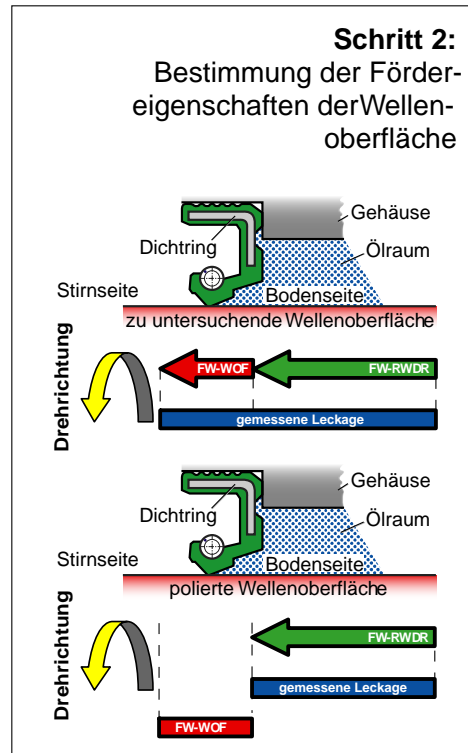 Schritt 2:
Bestimmung der Förder-
eigenschaften derWellen-
oberfläche
Gehäuse
Dichtring
Ölraum
Stirnseite
Bodenseite
zu untersuchende Wellenoberfläche
Drehrichtung
FW-WOF
FW-RWDR
gemessene Leckage
Gehäuse
Dichtring
Ölraum
Stirnseite
Bodenseite
polierte Wellenoberfläche
Drehrichtung
FW-RWDR
gemessene Leckage
FW-WOF